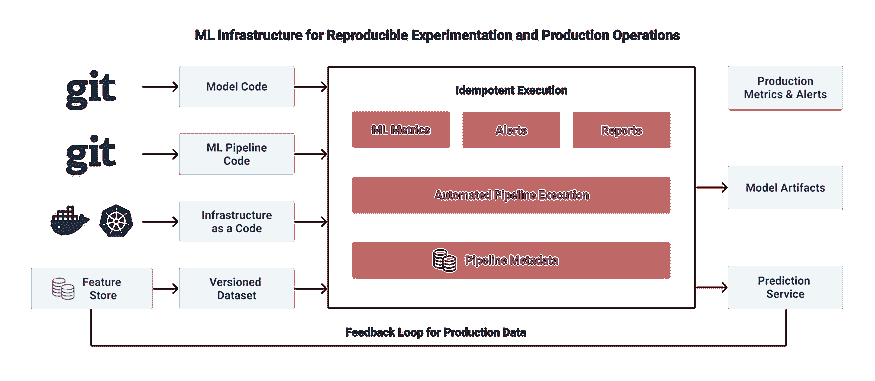 ML Infrastructure for Reproducible Experimentation and Production Operations
git
Model Code
Idempotent Execution
Production
Metrics & Alerts
ML Metrics
Alerts
Reports
git
ML Pipeline
Code
Automated Pipeline Execution
Model Artifacts
Infrastructure
as a Code
Pipeline Metadata
Feature
Store
Versioned
Dataset
Prediction
Service
Feedback Loop for Production Data